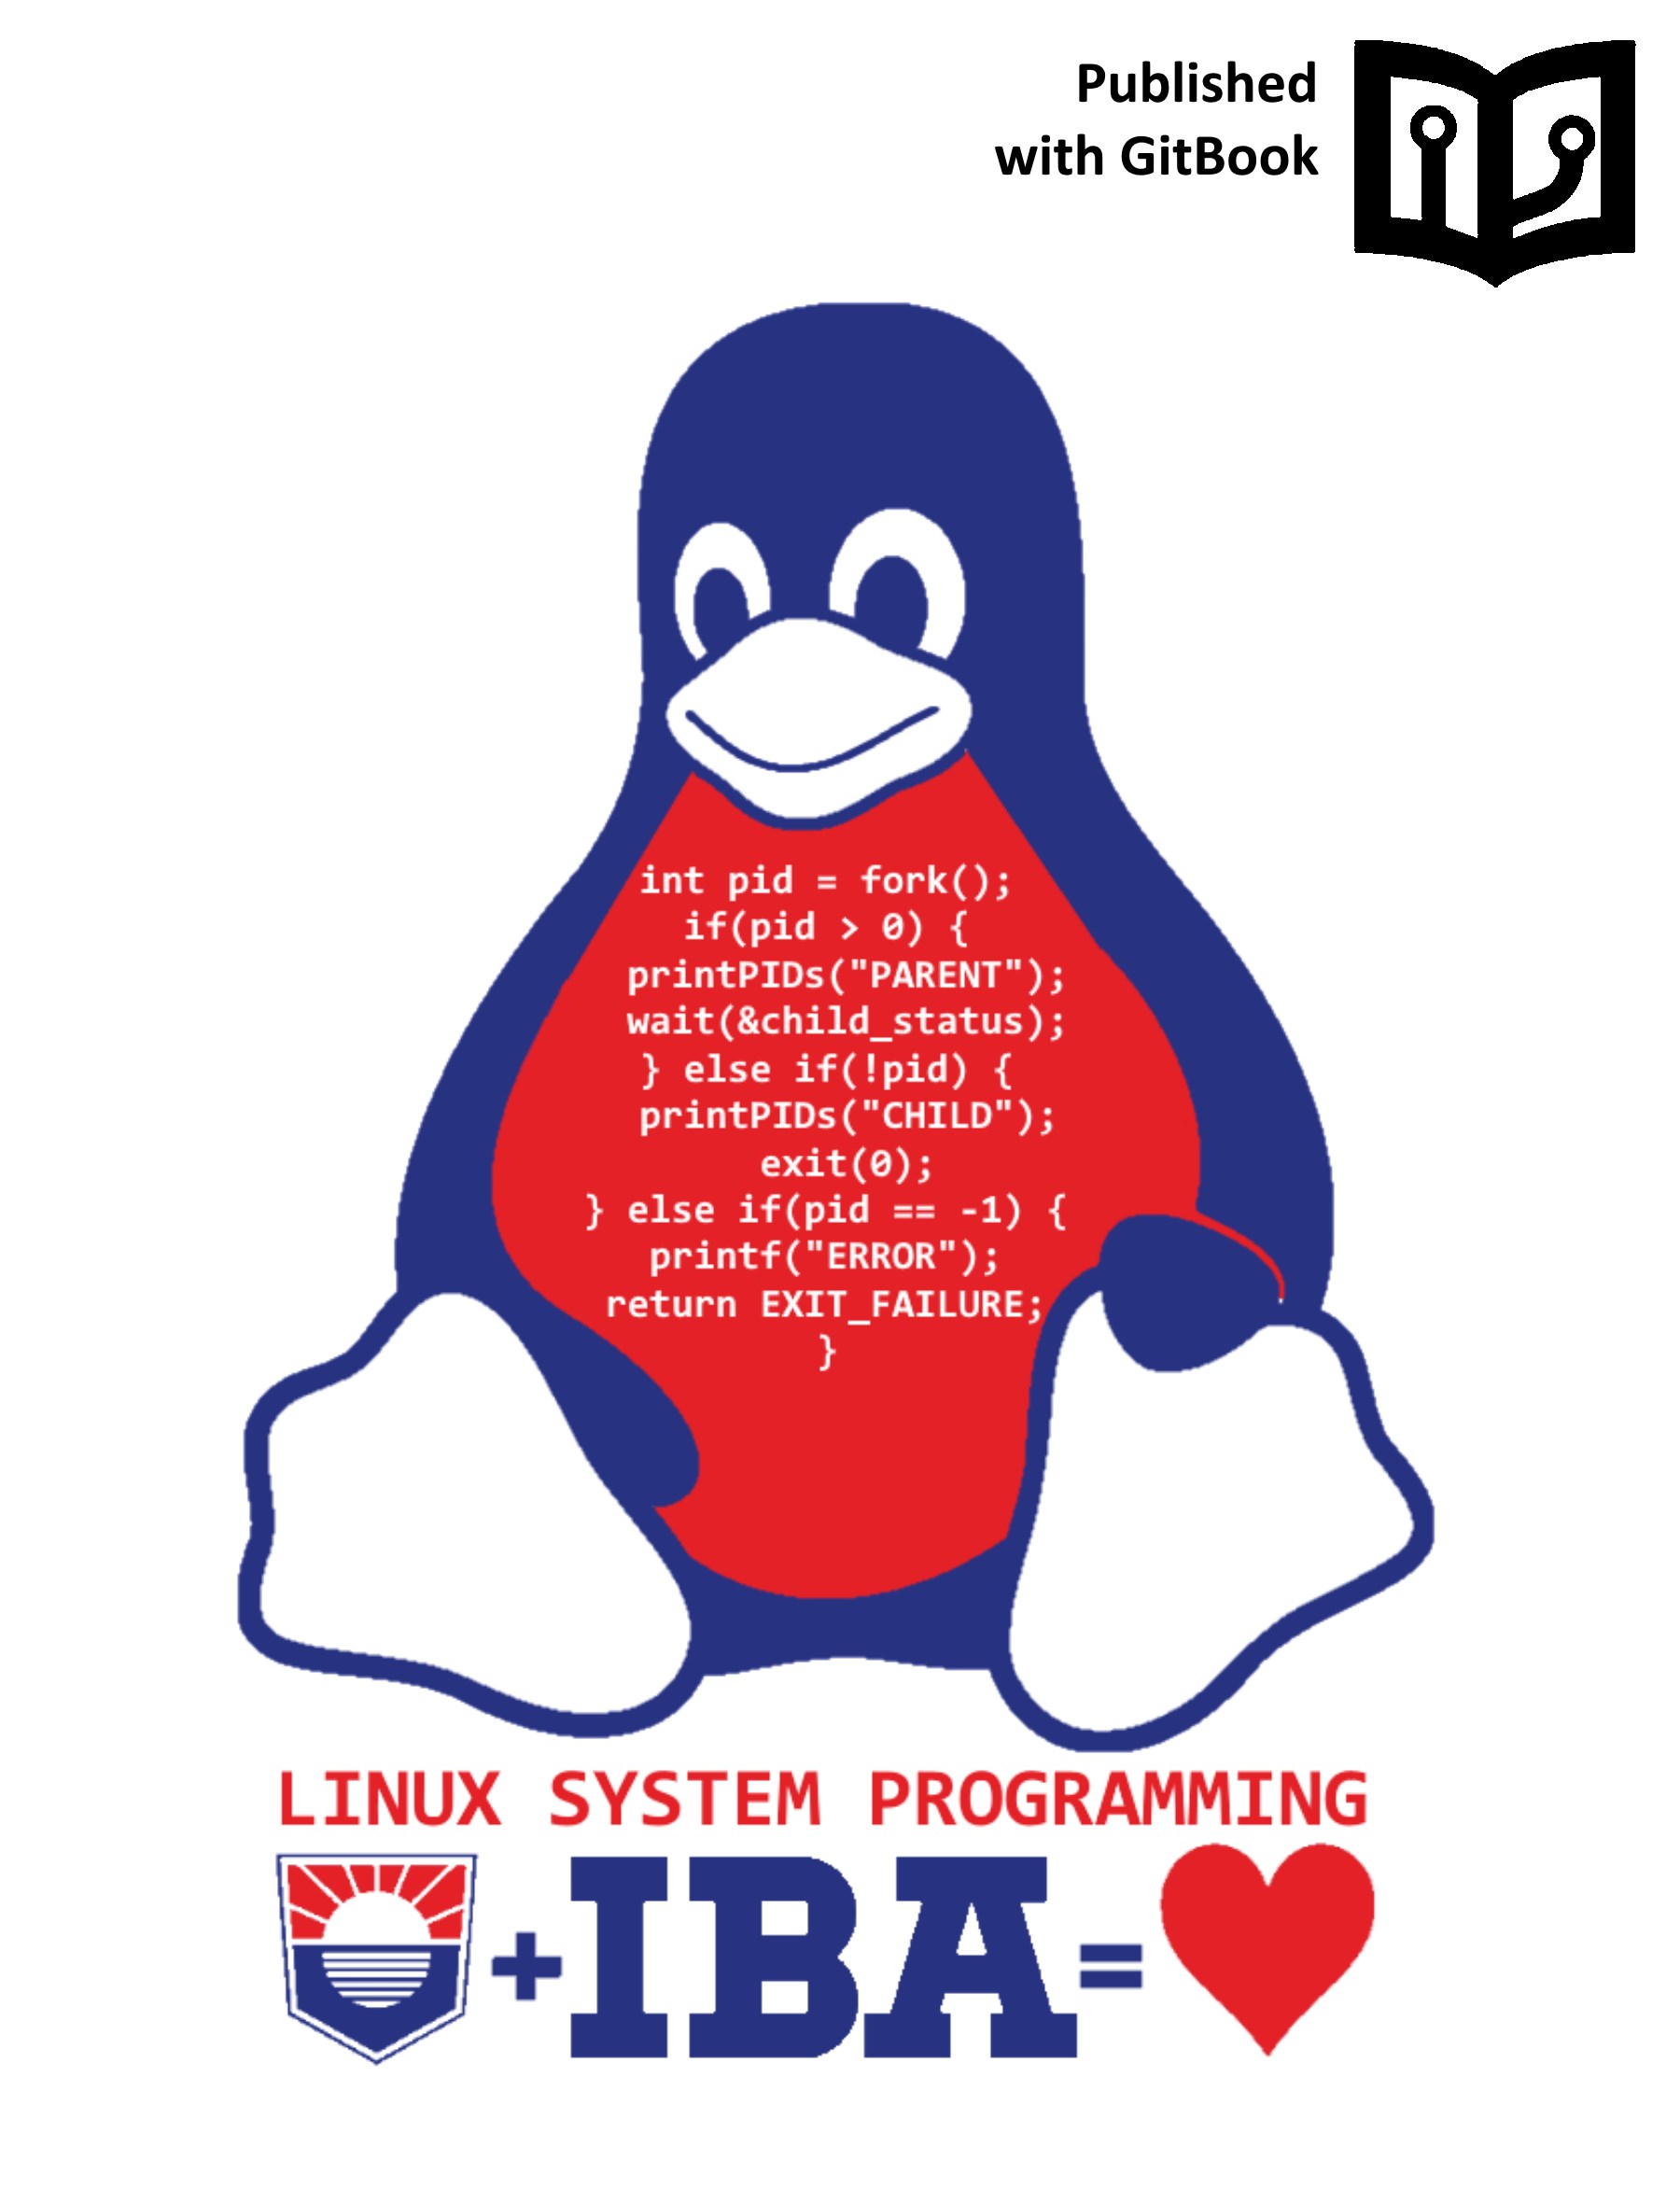 Published
with GitBook
int pid = fork();
if(pid > 0) {
printPIDs("PARENT");
wait(&child_status);
} else if(!pid) {
printPIDs("CHILD");
exit(0);
} else if(pid == -1) {
printf("ERROR");
return EXIT_FAILURE;
}
LINUX SYSTEM PROGRAMMING
+IBA=